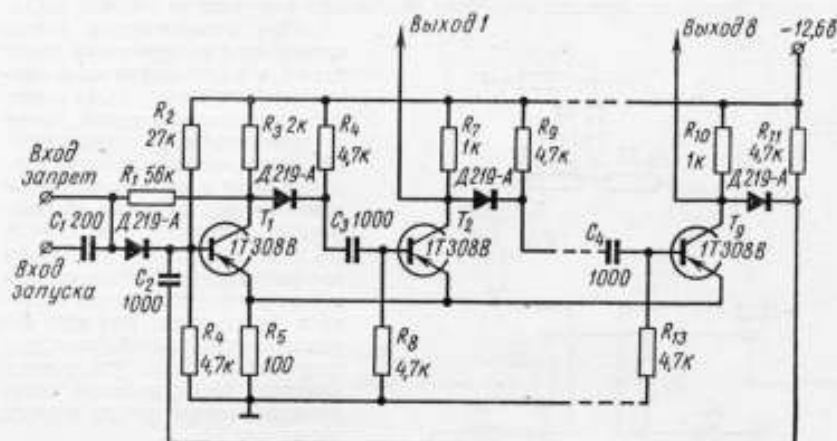 Выход 1
Выход 8
–12,6в
R2
27к
R3 2к
R4
4,7к
R7
1к
R9
4,7к
R10
1к
R11
4,7к
Вход
запрет
R1 56к
Д219-А
Д219-А
Д219-А
C1 200
Д219-А
T1
1Т308В
C3 1000
T2
1Т308В
C4
1000
T9
1Т308В
Вход
запуска
C2
1000
R4
4,7к
R5
100
R8
4,7к
R13
4,7к